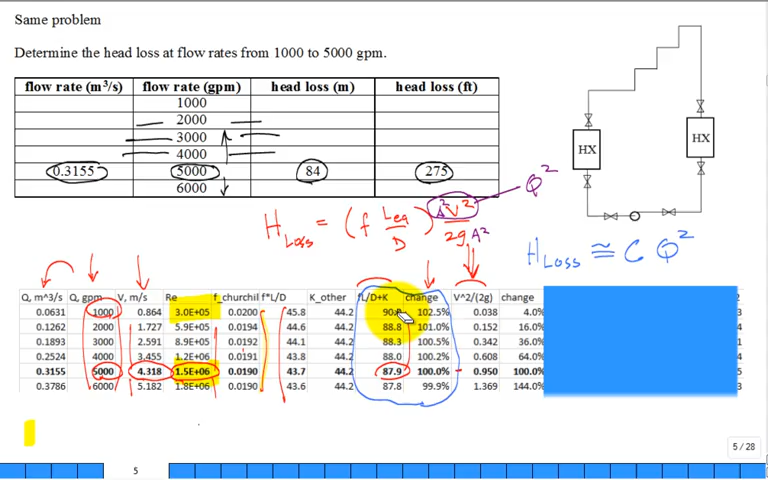 Same problem
Determine the head loss at flow rates from 1000 to 5000 gpm.
flow rate (m³/s) flow rate (gpm) head loss (m) head loss (ft)
1000
2000
3000
4000
0.3155 5000 84 275
6000
HX HX
Q²
H Loss = (f Leq/D) A²V²/2g A²
H Loss ≅ C Q²
Q, m^3/s Q, gpm V, m/s Re f_churchil f*L/D K_other fL/D+K change V^2/(2g) change
0.0631 1000 0.864 3.0E+05 0.0200 45.8 44.2 102.5% 0.038 4.0%
0.1262 2000 1.727 5.9E+05 0.0194 44.6 44.2 88.8 101.0% 0.152 16.0%
0.1893 3000 2.591 8.9E+05 0.0192 44.1 44.2 88.3 100.5% 0.342 36.0%
0.2524 4000 3.455 1.2E+06 0.0191 43.8 44.2 88.0 100.2% 0.608 64.0%
0.3155 5000 4.318 1.5E+06 0.0190 43.7 44.2 87.9 100.0% 0.950 100.0%
0.3786 6000 5.182 1.8E+06 0.0190 43.6 44.2 87.8 99.9% 1.369 144.0%
5 / 28
5